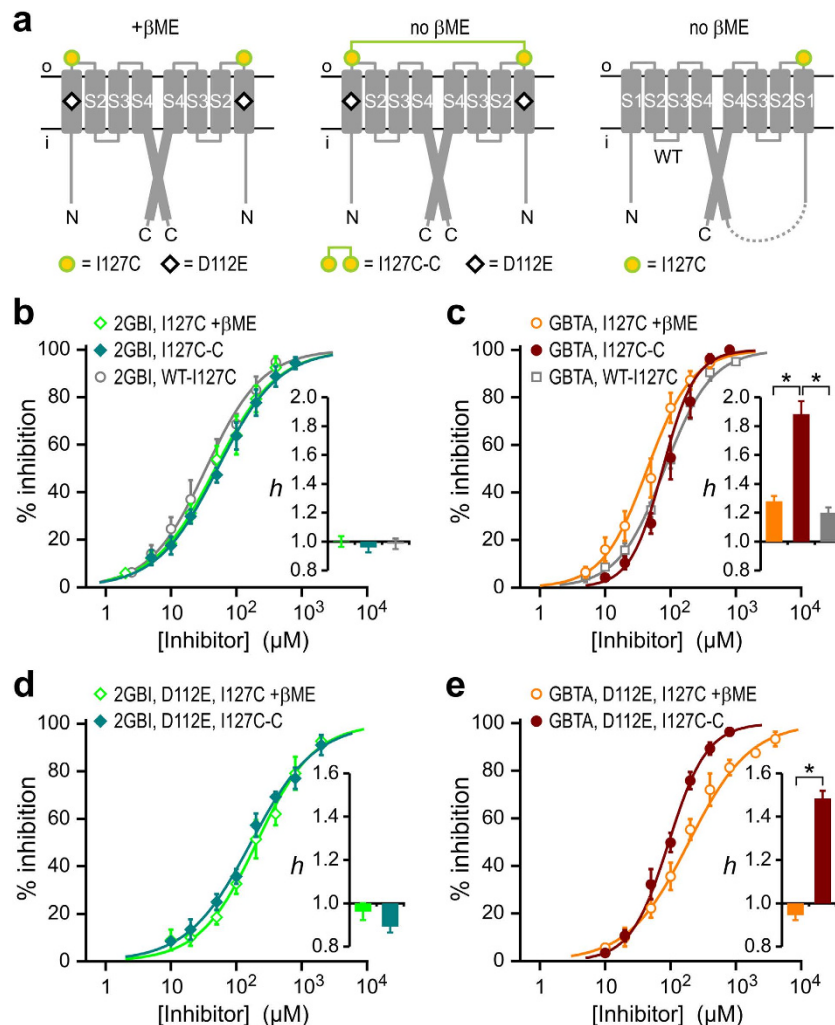 a
+βME no βME no βME
o o
S2 S3 S4 S4 S3 S2 S2 S3 S4 S4 S3 S2 S1 S2 S3 S4 S4 S3 S2 S1
i i
WT
N N N N N
C C C C C
= I127C = D112E = I127C-C = D112E = I127C
b
2GBI, I127C +βME
2GBI, I127C-C
2GBI, WT-I127C
% inhibition
100
80
60
40
20
0
2.0
1.8
1.6
1.4
1.2
1.0
0.8
h
1 10 10² 10³ 10⁴
[Inhibitor] (μM)
c
GBTA, I127C +βME
GBTA, I127C-C
GBTA, WT-I127C
% inhibition
100
80
60
40
20
0
* *
2.0
1.8
1.6
1.4
1.2
1.0
0.8
h
1 10 10² 10³ 10⁴
[Inhibitor] (μM)
d
2GBI, D112E, I127C +βME
2GBI, D112E, I127C-C
% inhibition
100
80
60
40
20
0
1.6
1.4
1.2
1.0
0.8
h
1 10 10² 10³ 10⁴
[Inhibitor] (μM)
e
GBTA, D112E, I127C +βME
GBTA, D112E, I127C-C
% inhibition
100
80
60
40
20
0
*
1.6
1.4
1.2
1.0
0.8
h
1 10 10² 10³ 10⁴
[Inhibitor] (μM)